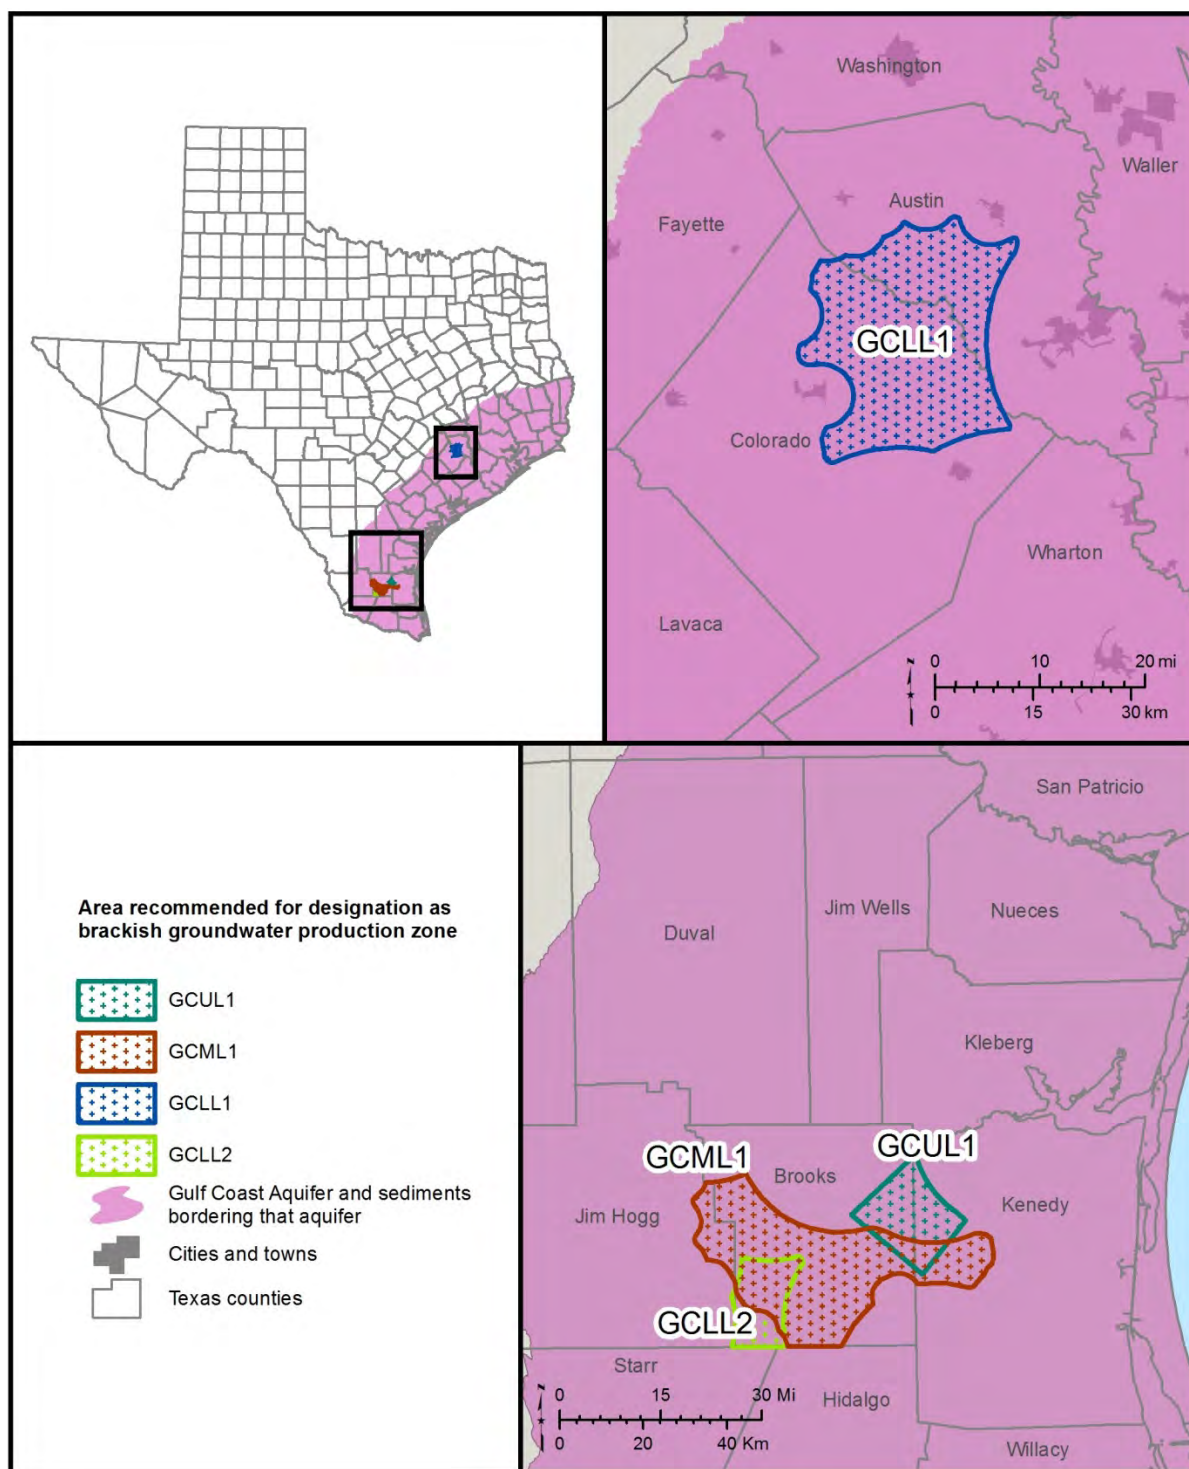 Washington
Waller
Austin
Fayette
GCLL1
Colorado
Wharton
Lavaca
N
0 10 20 mi
0 15 30 km
San Patricio
Jim Wells
Nueces
Duval
Kleberg
GCUL1
GCML1
Brooks
Kenedy
Jim Hogg
GCLL2
Starr
Hidalgo
Willacy
N
0 15 30 Mi
0 20 40 Km
Area recommended for designation as
brackish groundwater production zone
GCUL1
GCML1
GCLL1
GCLL2
Gulf Coast Aquifer and sediments
bordering that aquifer
Cities and towns
Texas counties